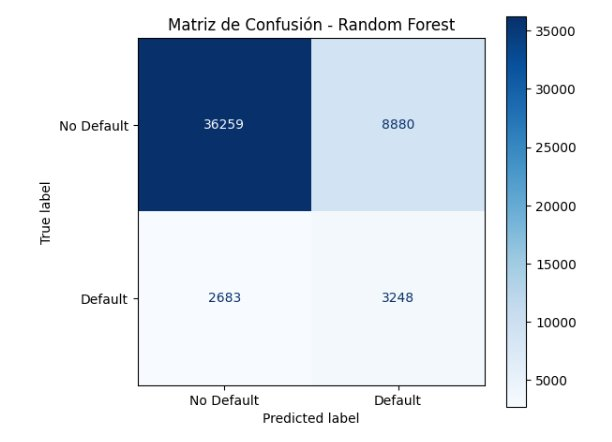 Matriz de Confusión - Random Forest
True label
No Default
36259
8880
Default
2683
3248
No Default
Default
Predicted label
35000
30000
25000
20000
15000
10000
5000